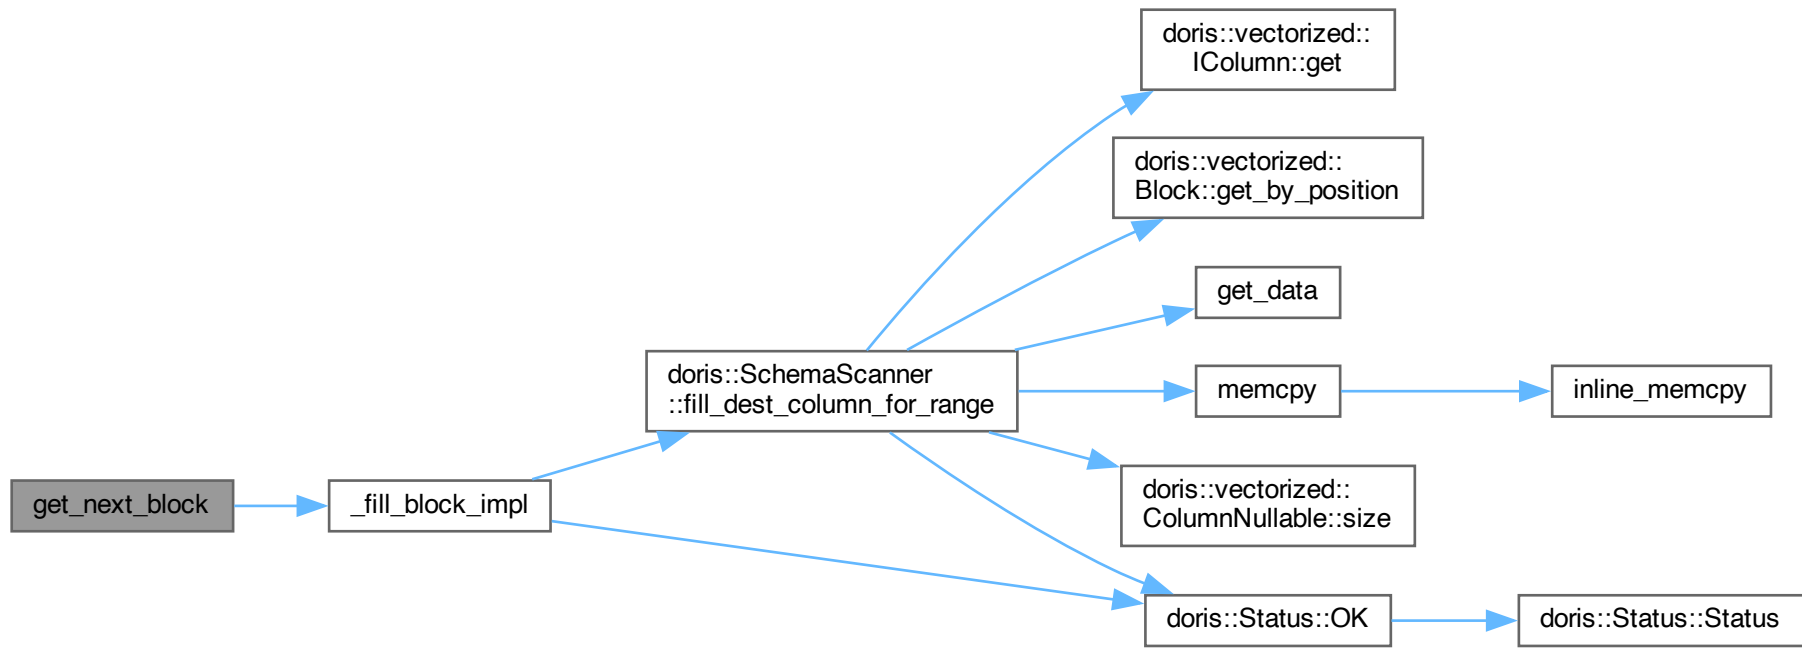 doris::vectorized::
IColumn::get
doris::vectorized::
Block::get_by_position
get_data
doris::SchemaScanner
::fill_dest_column_for_range
memcpy
inline_memcpy
get_next_block
_fill_block_impl
doris::vectorized::
ColumnNullable::size
doris::Status::OK
doris::Status::Status